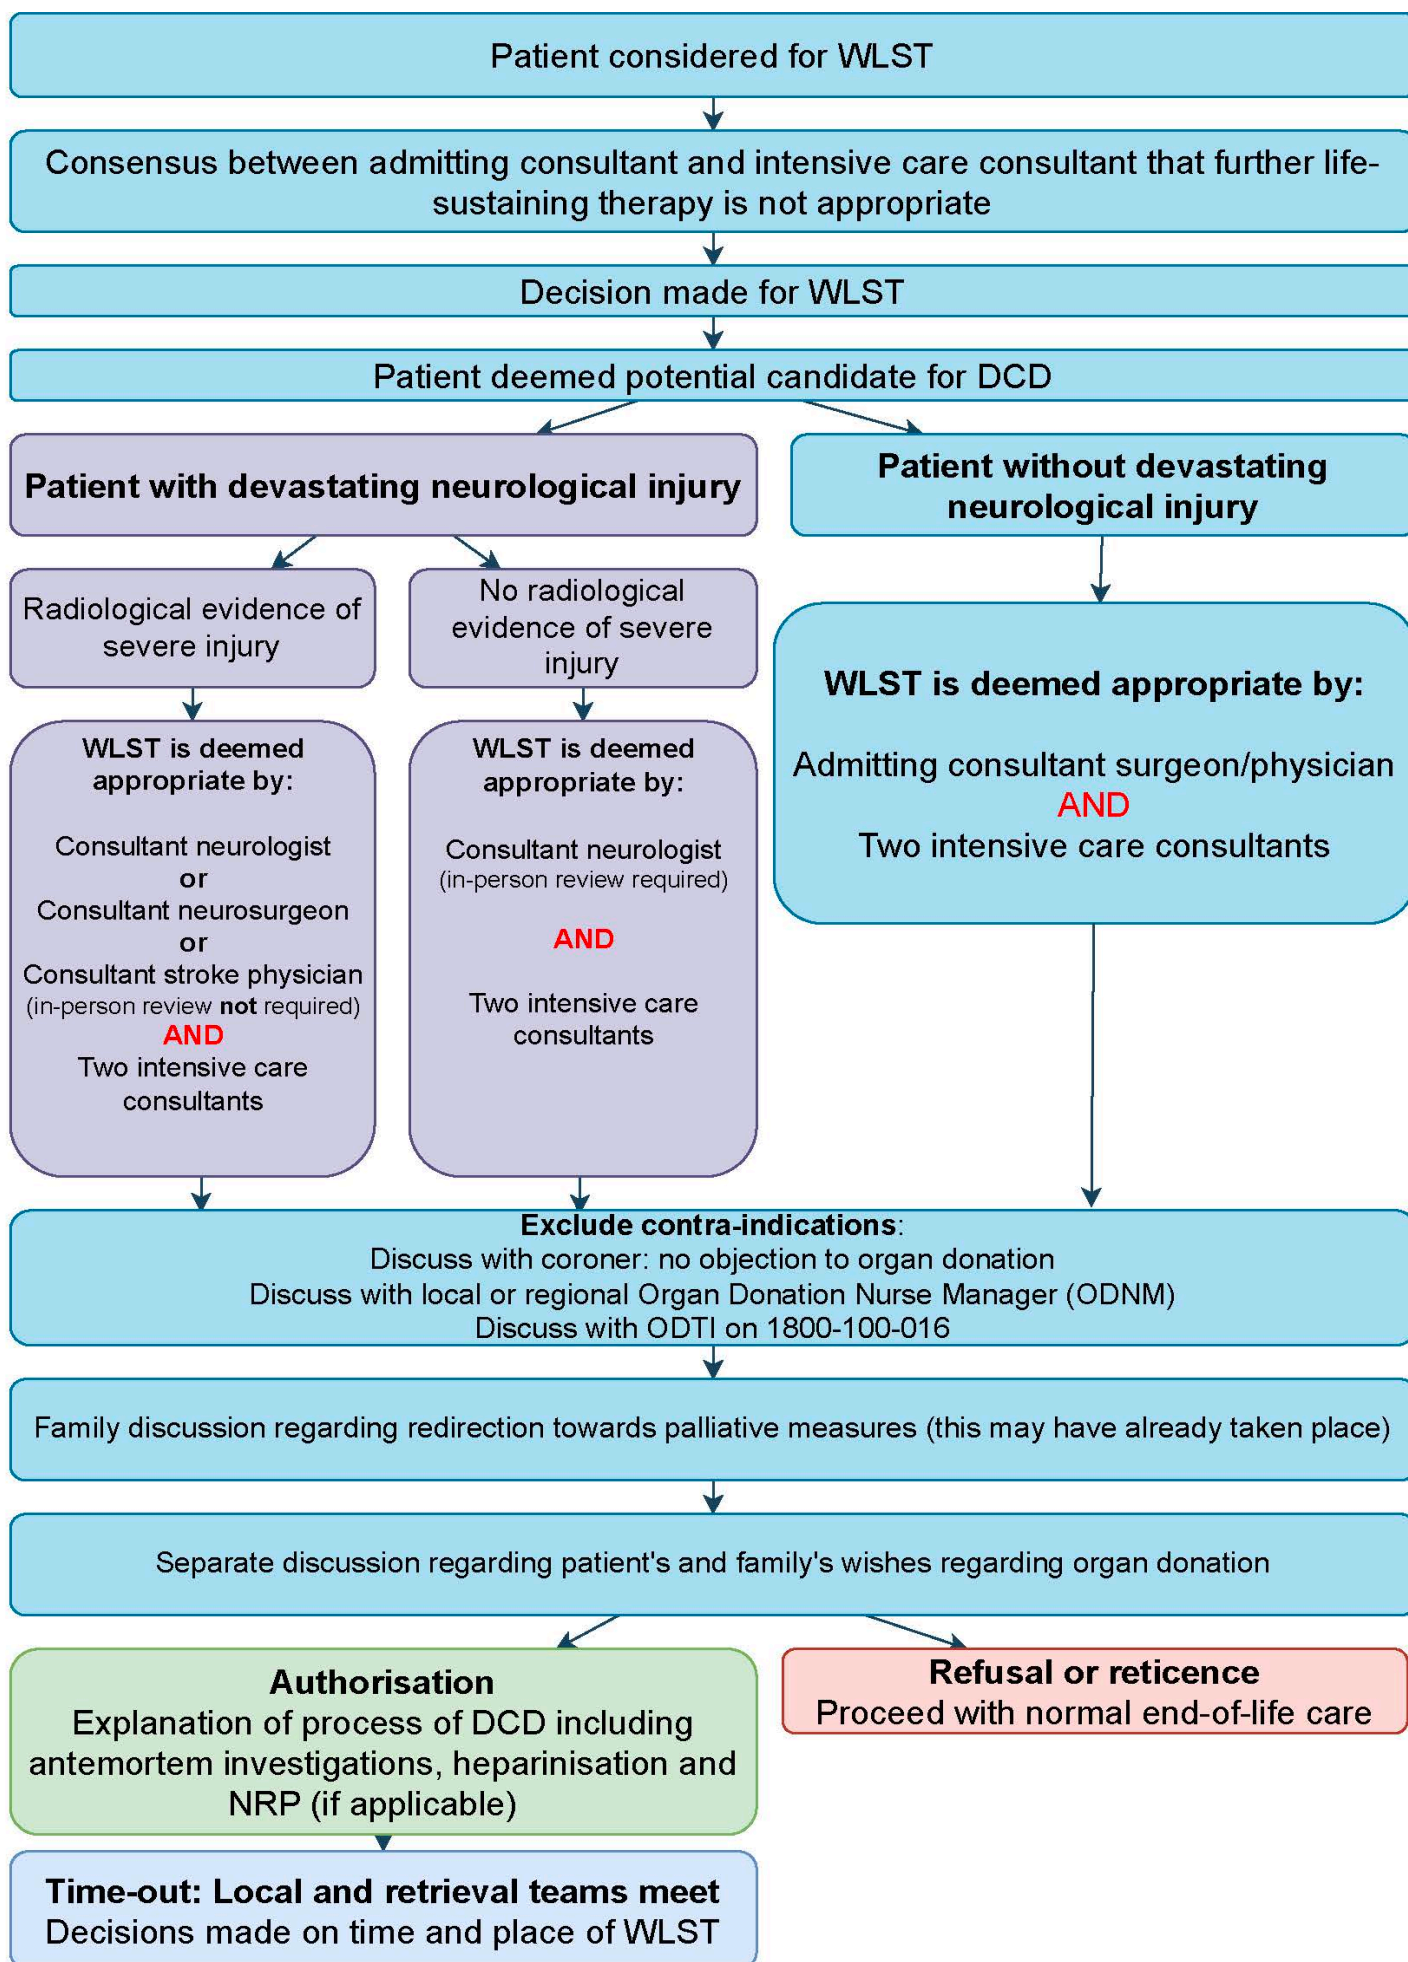 Patient considered for WLST
Consensus between admitting consultant and intensive care consultant that further life-
sustaining therapy is not appropriate
Decision made for WLST
Patient deemed potential candidate for DCD
Patient with devastating neurological injury
Patient without devastating
neurological injury
Radiological evidence of
severe injury
No radiological
evidence of severe
injury
WLST is deemed
appropriate by:
Consultant neurologist
or
Consultant neurosurgeon
or
Consultant stroke physician
(in-person review not required)
AND
Two intensive care
consultants
WLST is deemed
appropriate by:
Consultant neurologist
(in-person review required)
AND
Two intensive care
consultants
WLST is deemed appropriate by:
Admitting consultant surgeon/physician
AND
Two intensive care consultants
Exclude contra-indications:
Discuss with coroner: no objection to organ donation
Discuss with local or regional Organ Donation Nurse Manager (ODNM)
Discuss with ODTI on 1800-100-016
Family discussion regarding redirection towards palliative measures (this may have already taken place)
Separate discussion regarding patient's and family's wishes regarding organ donation
Authorisation
Explanation of process of DCD including
antemortem investigations, heparinisation and
NRP (if applicable)
Refusal or reticence
Proceed with normal end-of-life care
Time-out: Local and retrieval teams meet
Decisions made on time and place of WLST